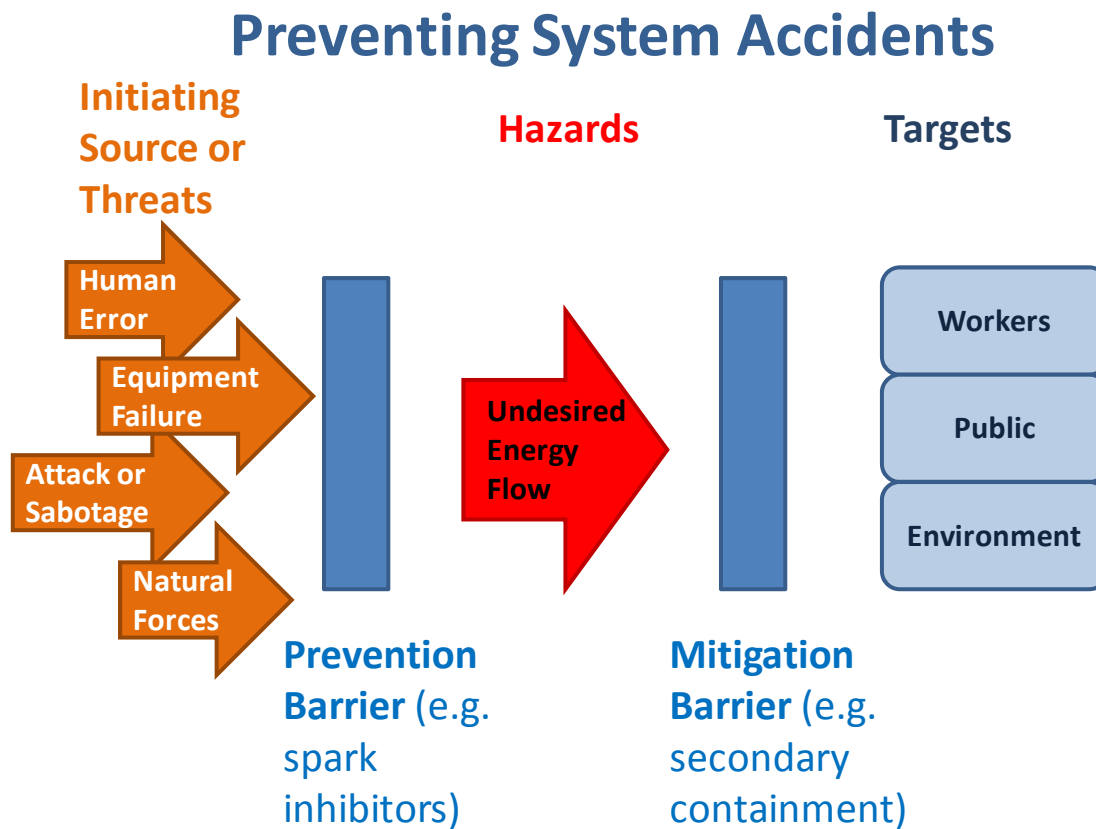 Preventing System Accidents
Initiating
Source or
Threats
Hazards
Targets
Human
Error
Equipment
Failure
Attack or
Sabotage
Natural
Forces
Undesired
Energy
Flow
Workers
Public
Environment
Prevention
Barrier (e.g.
spark
inhibitors)
Mitigation
Barrier (e.g.
secondary
containment)